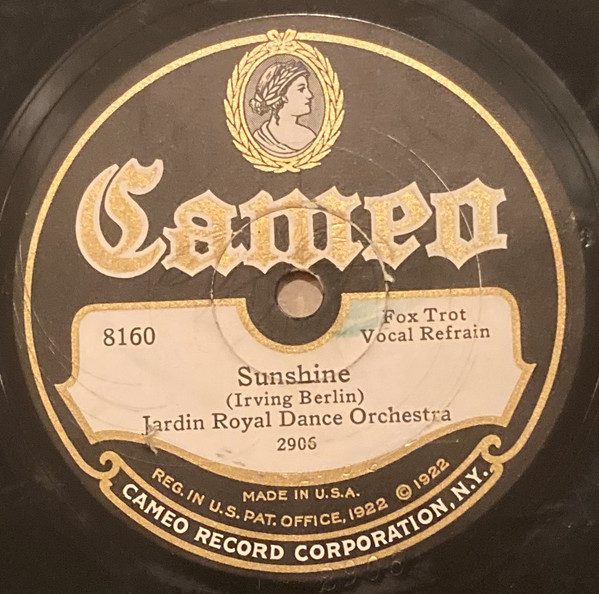 Cameo
8160
Fox Trot
Vocal Refrain
Sunshine
(Irving Berlin)
Jardin Royal Dance Orchestra
2906
MADE IN U.S.A.
REG. IN U.S. PAT. OFFICE, 1922 © 1922
CAMEO RECORD CORPORATION, N.Y.
2906